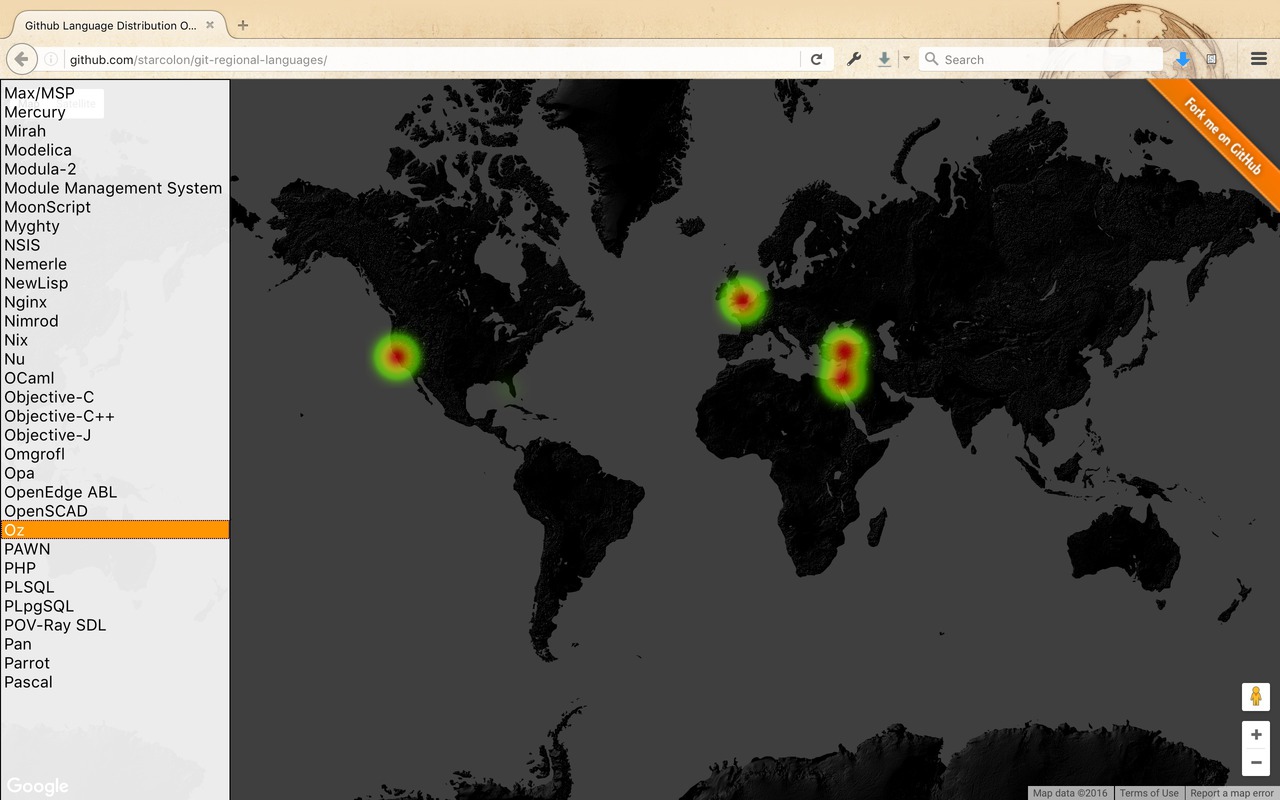 Github Language Distribution O...
github.com/starcolon/git-regional-languages/
Search
Max/MSP
Mercury
Mirah
Modelica
Modula-2
Module Management System
MoonScript
Myghty
NSIS
Nemerle
NewLisp
Nginx
Nimrod
Nix
Nu
OCaml
Objective-C
Objective-C++
Objective-J
Omgrofl
Opa
OpenEdge ABL
OpenSCAD
Oz
PAWN
PHP
PLSQL
PLpgSQL
POV-Ray SDL
Pan
Parrot
Pascal
Fork me on GitHub
Google
Map data ©2016
Terms of Use
Report a map error